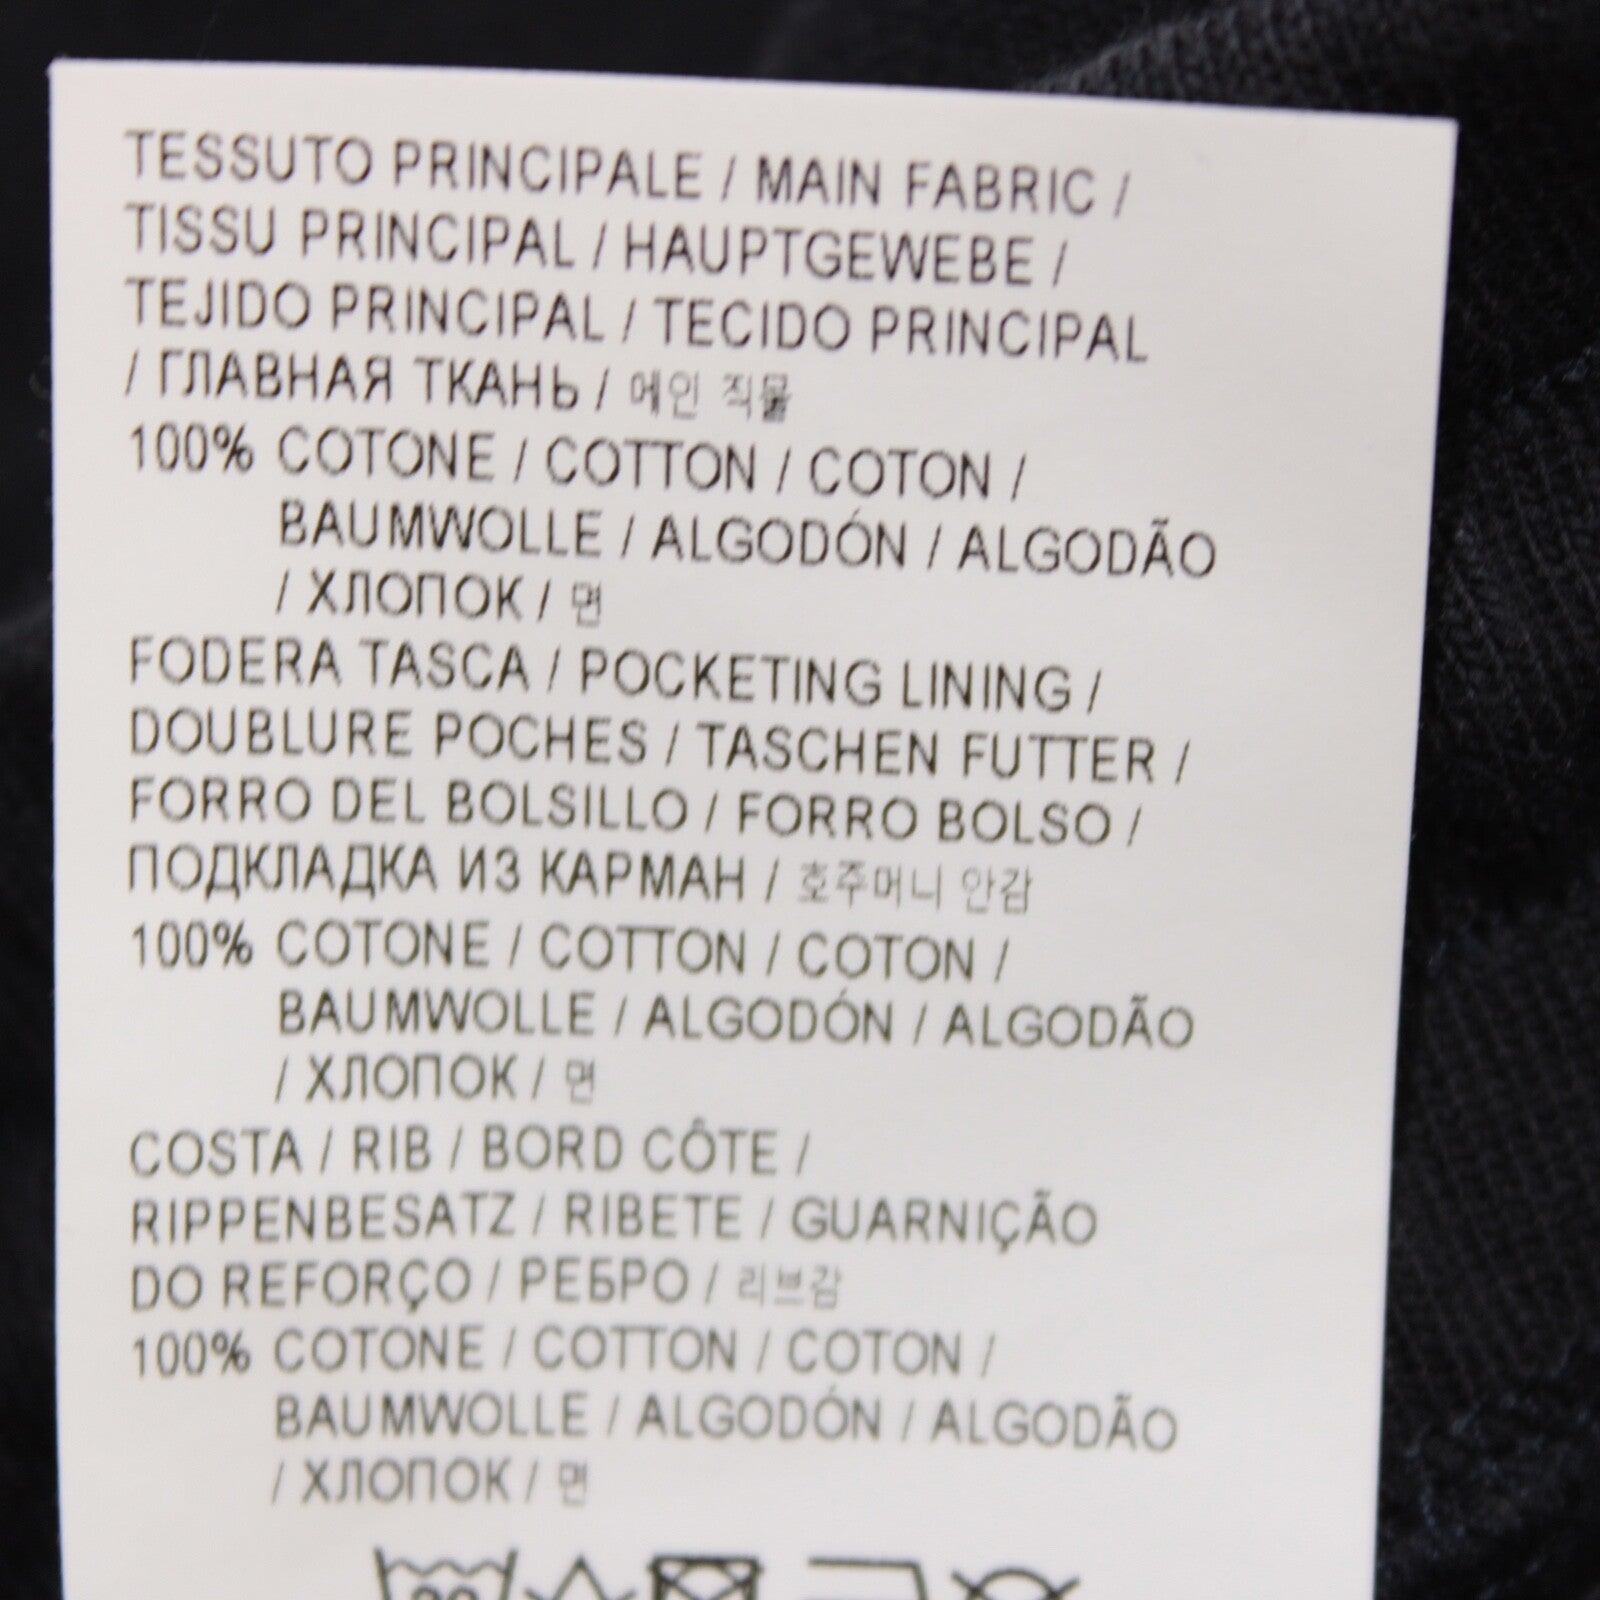 TESSUTO PRINCIPALE / MAIN FABRIC /
TISSU PRINCIPAL / HAUPTGEWEBE /
TEJIDO PRINCIPAL / TECIDO PRINCIPAL
/ ГЛАВНАЯ ТКАНЬ / 메인 직물
100% COTONE / COTTON / COTON /
BAUMWOLLE / ALGODÓN / ALGODÃO
/ ХЛОПОК / 면
FODERA TASCA / POCKETING LINING /
DOUBLURE POCHES / TASCHEN FUTTER /
FORRO DEL BOLSILLO / FORRO BOLSO /
ПОДКЛАДКА ИЗ КАРМАН / 호주머니 안감
100% COTONE / COTTON / COTON /
BAUMWOLLE / ALGODÓN / ALGODÃO
/ ХЛОПОК / 면
COSTA / RIB / BORD CÔTE /
RIPPENBESATZ / RIBETE / GUARNIÇÃO
DO REFORÇO / РЕБРО / 리브감
100% COTONE / COTTON / COTON /
BAUMWOLLE / ALGODÓN / ALGODÃO
/ ХЛОПОК / 면